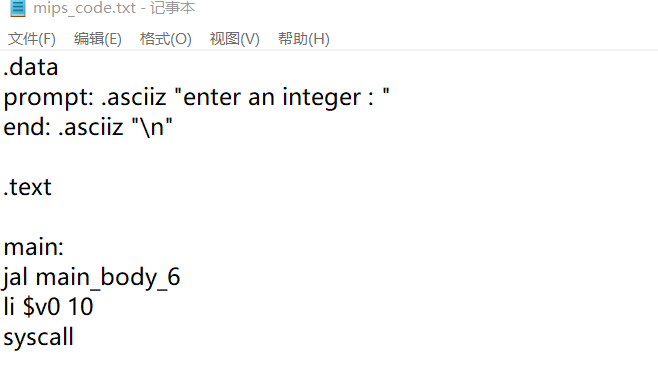 mips_code.txt - 记事本
文件(F) 编辑(E) 格式(O) 视图(V) 帮助(H)
.data
prompt: .asciiz "enter an integer : "
end: .asciiz "\n"
.text
main:
jal main_body_6
li $v0 10
syscall